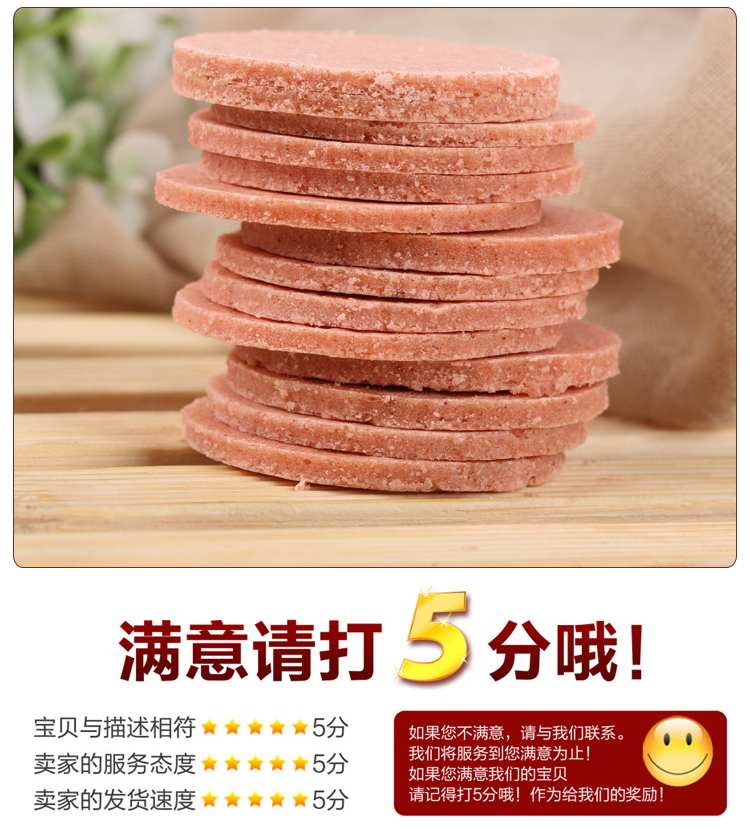 满意请打5分哦！
宝贝与描述相符★★★★★5分
卖家的服务态度★★★★★5分
卖家的发货速度★★★★★5分
如果您不满意，请与我们联系。
我们将服务到您满意为止！
如果您满意我们的宝贝
请记得打5分哦！作为给我们的奖励！